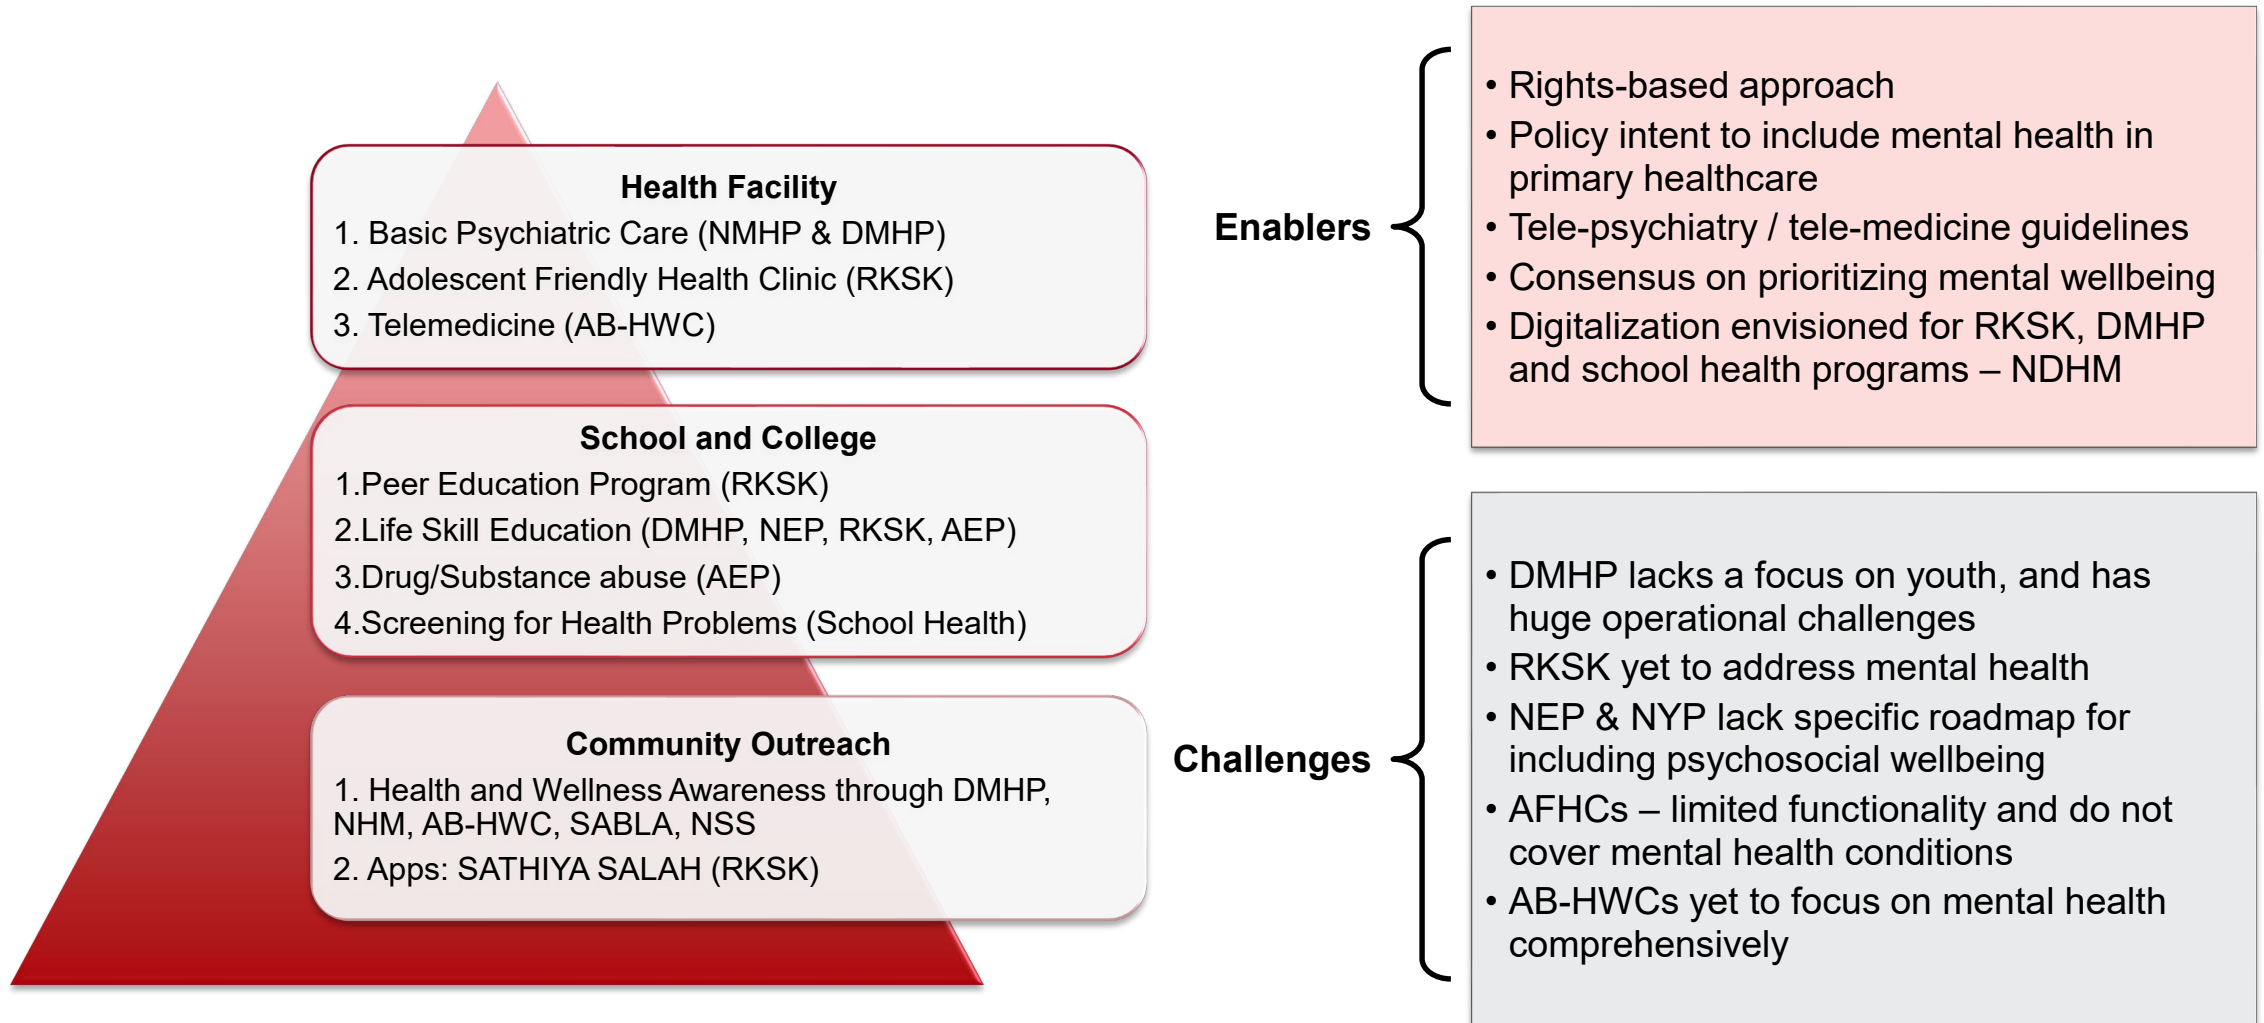 Health Facility
1. Basic Psychiatric Care (NMHP & DMHP)
2. Adolescent Friendly Health Clinic (RKSK)
3. Telemedicine (AB-HWC)
School and College
1.Peer Education Program (RKSK)
2.Life Skill Education (DMHP, NEP, RKSK, AEP)
3.Drug/Substance abuse (AEP)
4.Screening for Health Problems (School Health)
Community Outreach
1. Health and Wellness Awareness through DMHP,
NHM, AB-HWC, SABLA, NSS
2. Apps: SATHIYA SALAH (RKSK)
Enablers
• Rights-based approach
• Policy intent to include mental health in
primary healthcare
• Tele-psychiatry / tele-medicine guidelines
• Consensus on prioritizing mental wellbeing
• Digitalization envisioned for RKSK, DMHP
and school health programs – NDHM
Challenges
• DMHP lacks a focus on youth, and has
huge operational challenges
• RKSK yet to address mental health
• NEP & NYP lack specific roadmap for
including psychosocial wellbeing
• AFHCs – limited functionality and do not
cover mental health conditions
• AB-HWCs yet to focus on mental health
comprehensively